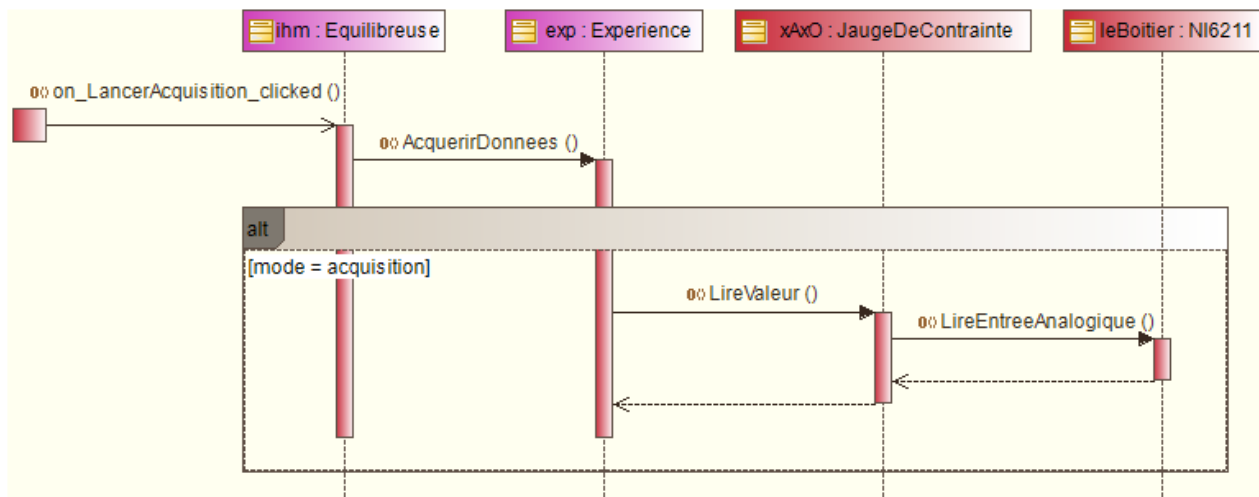 ihm : Equilibreuse
exp : Experience
xAxO : JaugeDeContrainte
leBoitier : NI6211
on_LancerAcquisition_clicked ()
AcquerirDonnees ()
alt
[mode = acquisition]
LireValeur ()
LireEntreeAnalogique ()